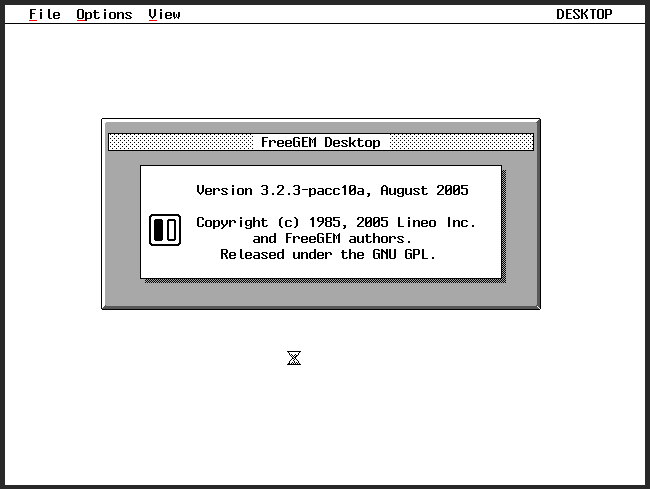 File Options View DESKTOP
FreeGEM Desktop
Version 3.2.3-pacc10a, August 2005
Copyright (c) 1985, 2005 Lineo Inc.
and FreeGEM authors.
Released under the GNU GPL.